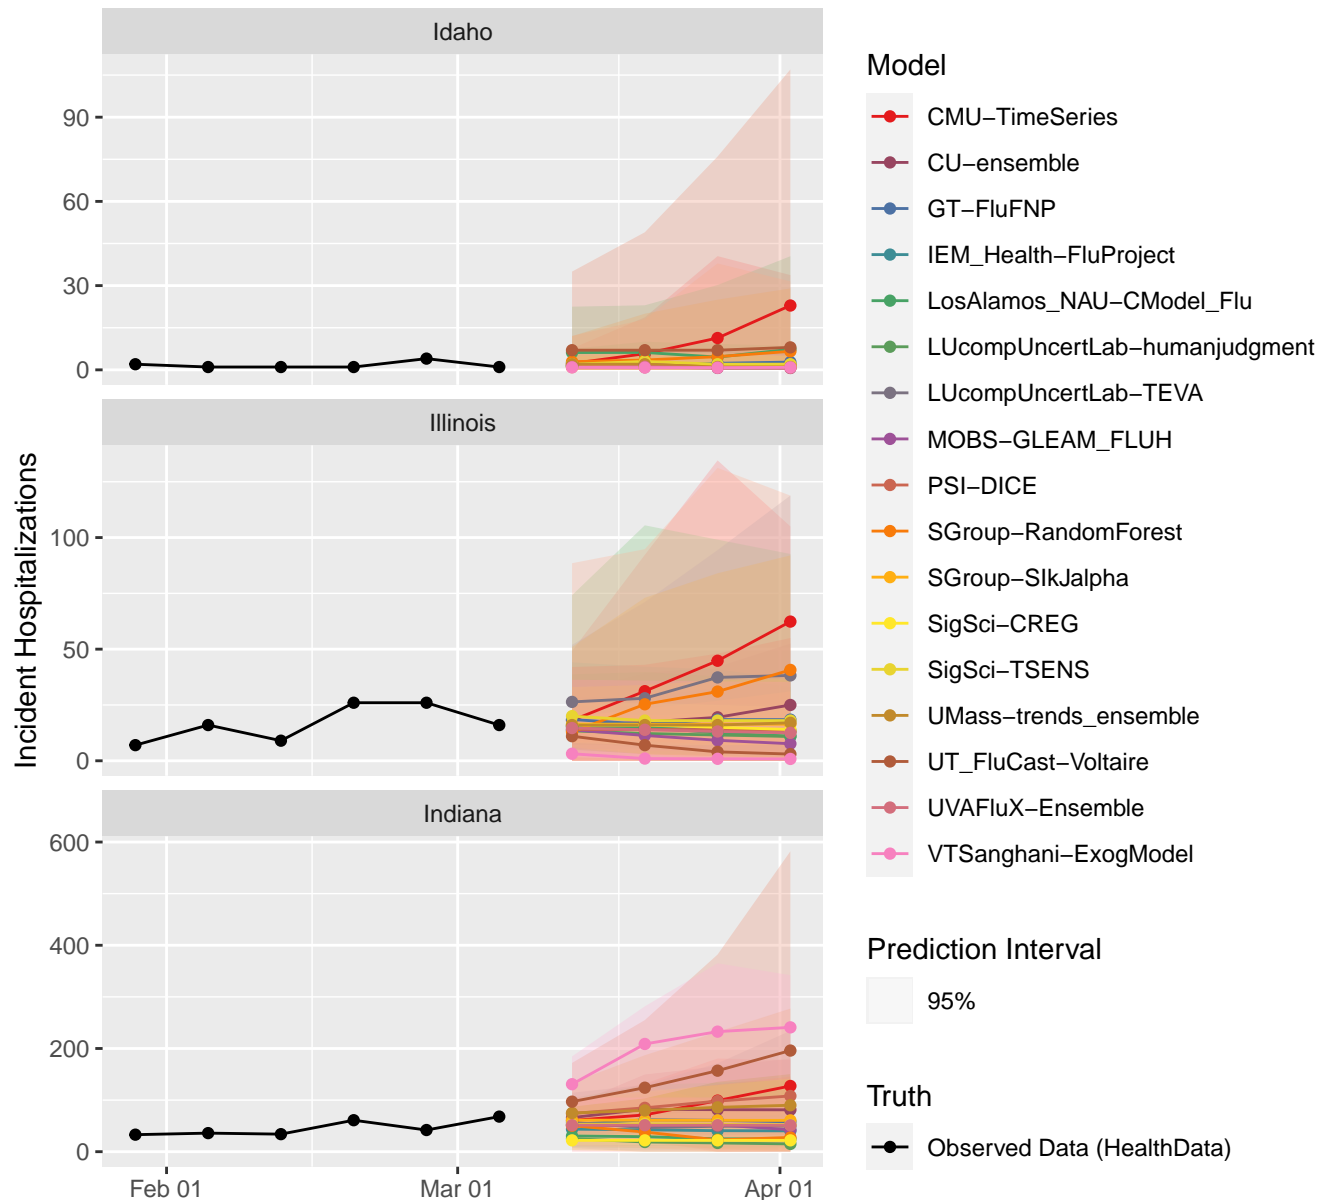 Idaho
90
60
30
0
Illinois
100
50
0
Indiana
600
400
200
0
Feb 01
Mar 01
Apr 01
Incident Hospitalizations
Model
CMU−TimeSeries
CU−ensemble
GT−FluFNP
IEM_Health−FluProject
LosAlamos_NAU−CModel_Flu
LUcompUncertLab−humanjudgment
LUcompUncertLab−TEVA
MOBS−GLEAM_FLUH
PSI−DICE
SGroup−RandomForest
SGroup−SIkJalpha
SigSci−CREG
SigSci−TSENS
UMass−trends_ensemble
UT_FluCast−Voltaire
UVAFluX−Ensemble
VTSanghani−ExogModel
Prediction Interval
95%
Truth
Observed Data (HealthData)